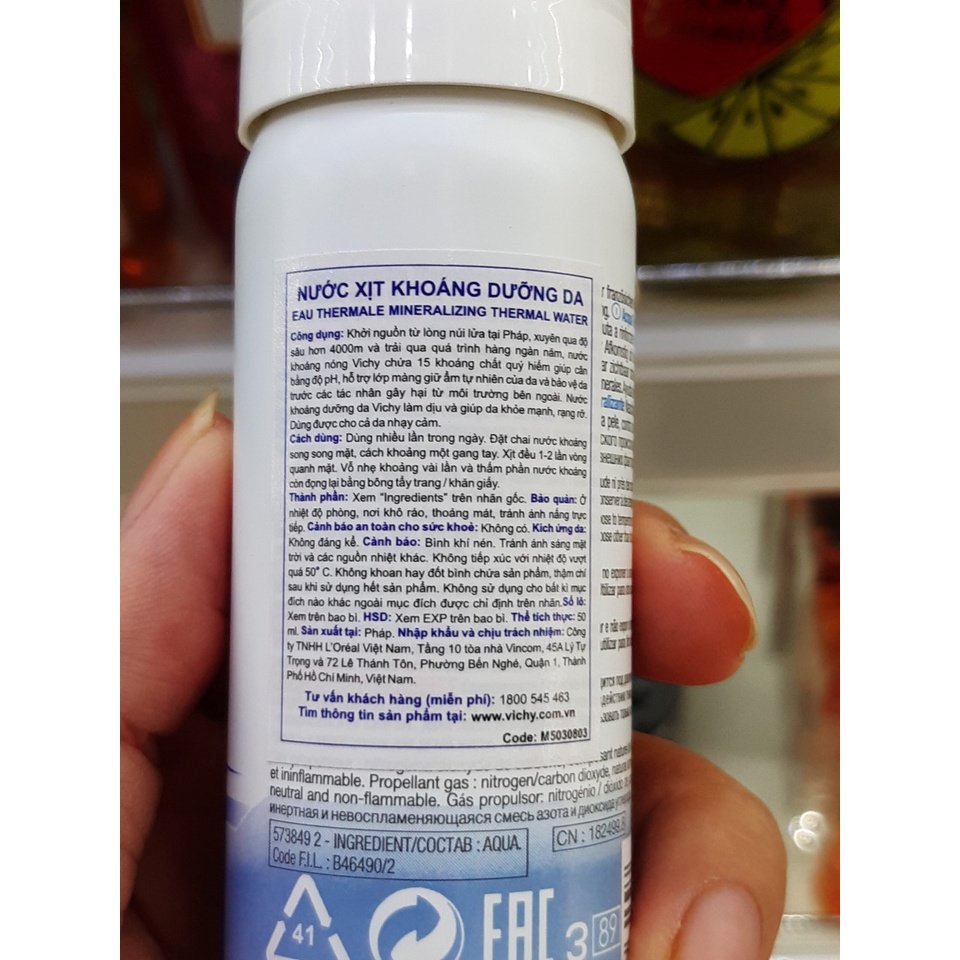 NƯỚC XỊT KHOÁNG DƯỠNG DA
EAU THERMALE MINERALIZING THERMAL WATER
Công dụng: Khởi nguồn từ lòng núi lửa tại Pháp, xuyên qua độ
sâu hơn 4000m và trải qua quá trình hàng ngàn năm, nước
khoáng nóng Vichy chứa 15 khoáng chất quý hiếm giúp cân
bằng độ pH, hỗ trợ lớp màng giữ ẩm tự nhiên của da và bảo vệ da
trước các tác nhân gây hại từ môi trường bên ngoài. Nước
khoáng dưỡng da Vichy làm dịu và giúp da khỏe mạnh, rạng rỡ.
Dùng được cho cả da nhạy cảm.
Cách dùng: Dùng nhiều lần trong ngày. Đặt chai nước khoáng
song song mặt, cách khoảng một gang tay. Xịt đều 1-2 lần vòng
quanh mặt. Vỗ nhẹ khoảng vài lần và thấm phần nước khoáng
còn đọng lại bằng bông tẩy trang / khăn giấy.
Thành phần: Xem "Ingredients" trên nhãn gốc. Bảo quản: Ở
nhiệt độ phòng, nơi khô ráo, thoáng mát, tránh ánh nắng trực
tiếp. Cảnh báo an toàn cho sức khoẻ: Không có. Kích ứng da:
Không đáng kể. Cảnh báo: Bình khí nén. Tránh ánh sáng mặt
trời và các nguồn nhiệt khác. Không tiếp xúc với nhiệt độ vượt
quá 50° C. Không khoan hay đốt bình chứa sản phẩm, thậm chí
sau khi sử dụng hết sản phẩm. Không sử dụng cho bất kì mục
đích nào khác ngoài mục đích được chỉ định trên nhãn. Số lô:
Xem trên bao bì. HSD: Xem EXP trên bao bì. Thể tích thực: 50
ml. Sản xuất tại: Pháp. Nhập khẩu và chịu trách nhiệm: Công
ty TNHH L'Oréal Việt Nam, Tầng 10 tòa nhà Vincom, 45A Lý Tự
Trọng và 72 Lê Thánh Tôn, Phường Bến Nghé, Quận 1, Thành
Phố Hồ Chí Minh, Việt Nam.
Tư vấn khách hàng (miễn phí): 1800 545 463
Tìm thông tin sản phẩm tại: www.vichy.com.vn
Code: M5030803
et ininflammable. Propellant gas : nitrogen/carbon dioxyde,
neutral and non-flammable. Gás propulsor: nitrogénio /
инертная и невоспламеняющаяся смесь азота и диоксида
573849 2 - INGREDIENT/COCTAB : AQUA.
Code F.I.L. : B46490/2
CN : 182499.8
41
EAC
3
89